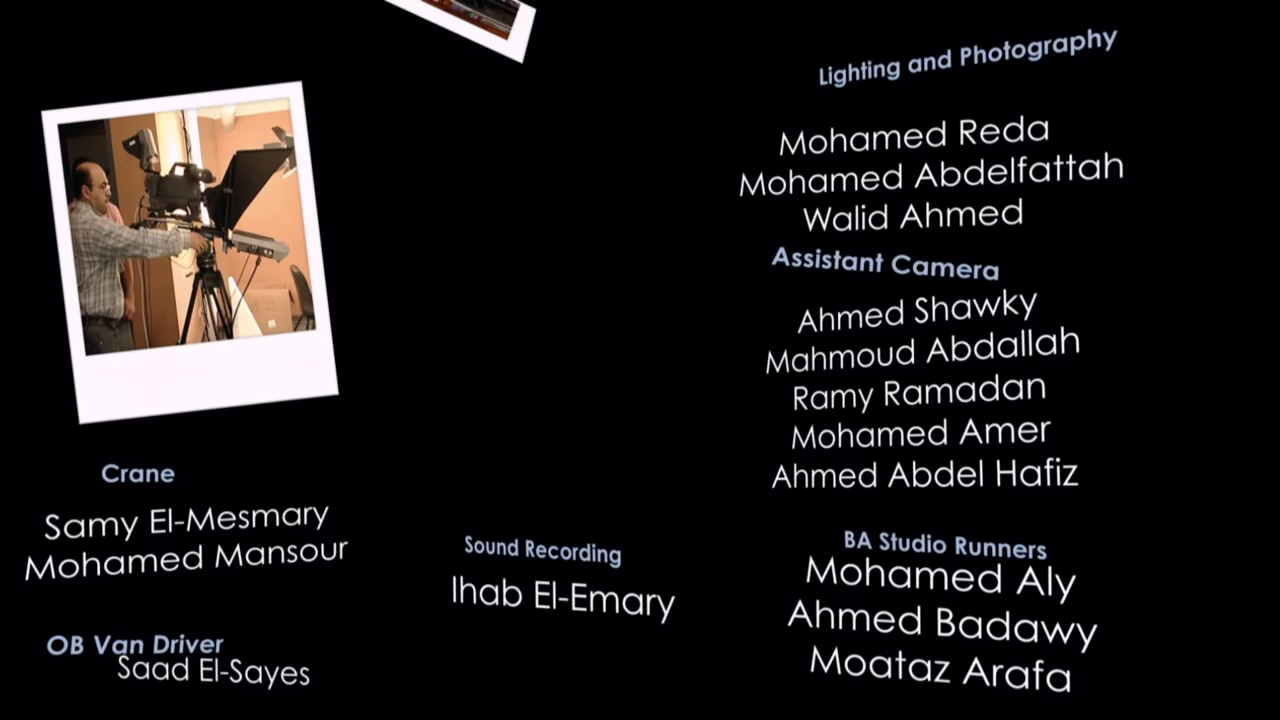 Lighting and Photography
Mohamed Reda
Mohamed Abdelfattah
Walid Ahmed
Assistant Camera
Ahmed Shawky
Mahmoud Abdallah
Ramy Ramadan
Mohamed Amer
Ahmed Abdel Hafiz
BA Studio Runners
Mohamed Aly
Ahmed Badawy
Moataz Arafa
Crane
Samy El-Mesmary
Mohamed Mansour
OB Van Driver
Saad El-Sayes
Sound Recording
Ihab El-Emary